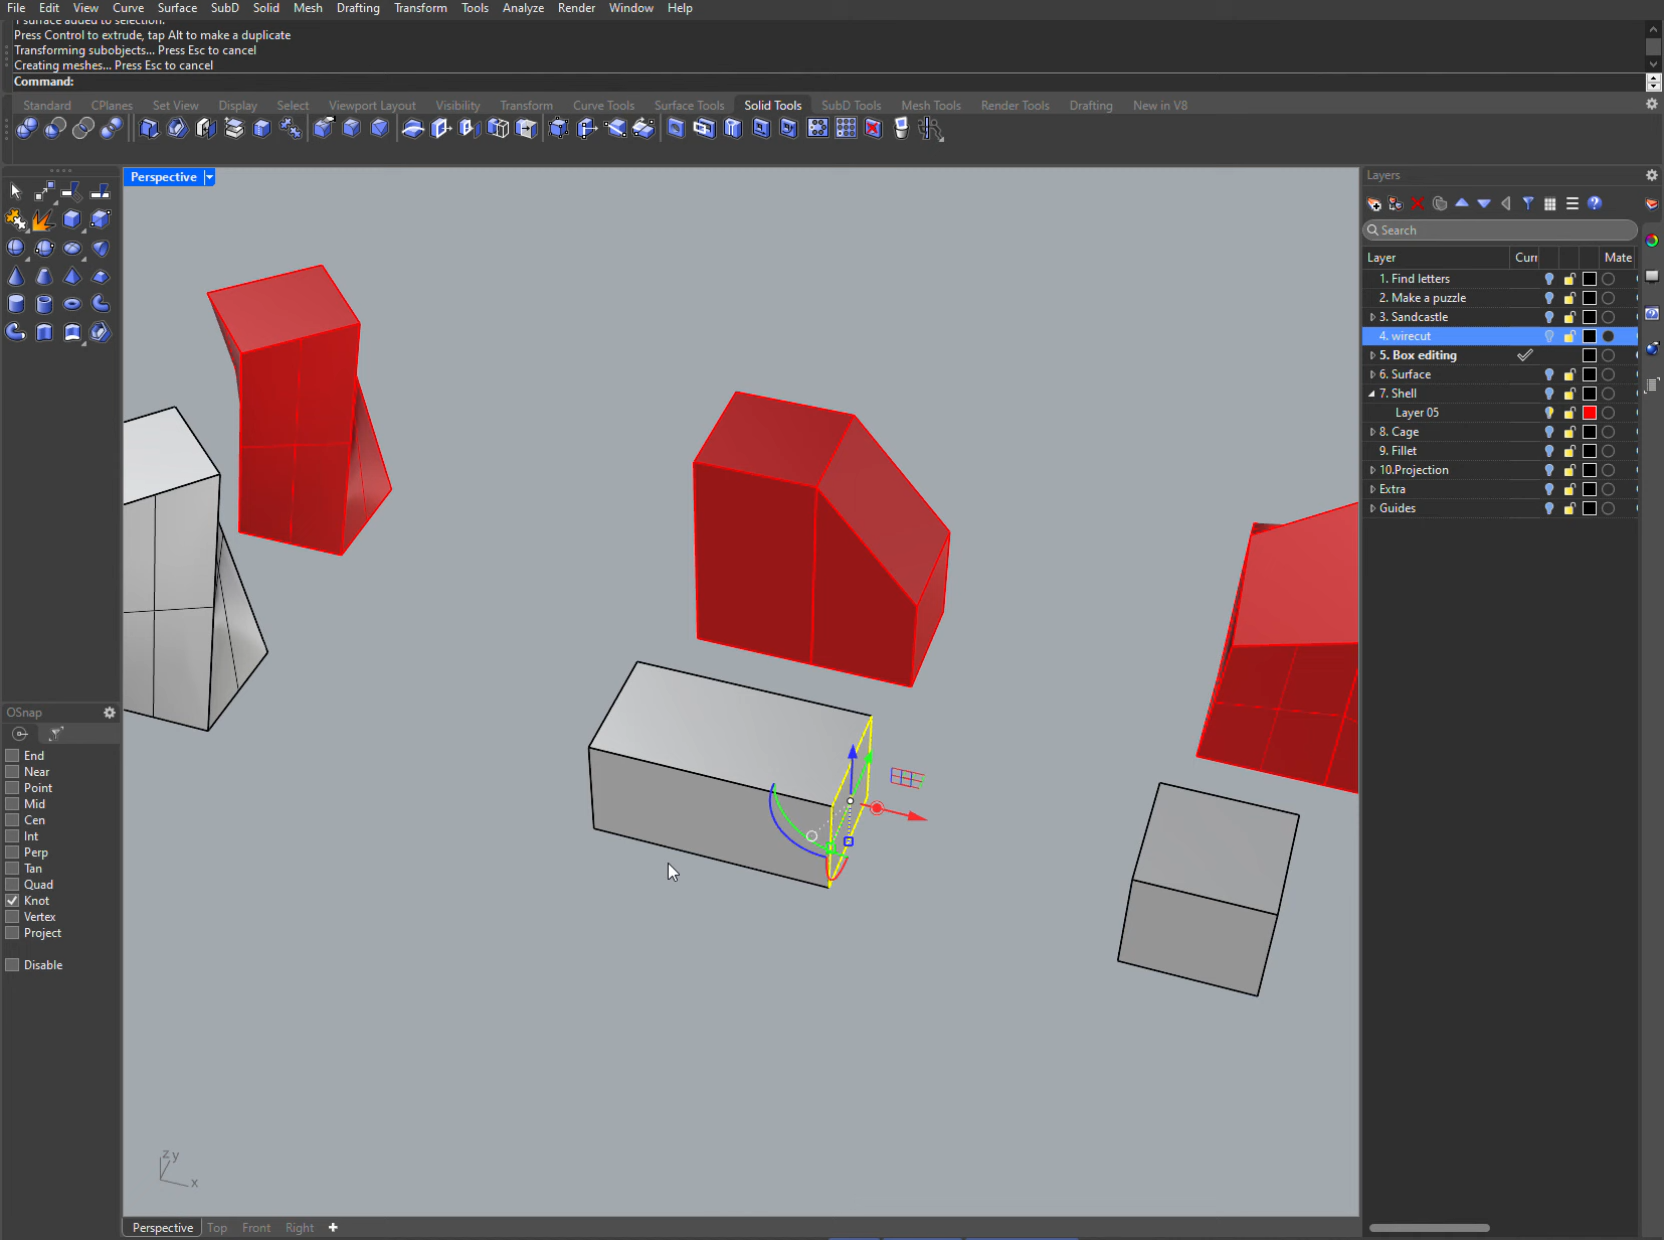 File Edit View Curve Surface SubD Solid Mesh Drafting Transform Tools Analyze Render Window Help
1 surface added to selection.
Press Control to extrude, tap Alt to make a duplicate
Transforming subobjects... Press Esc to cancel
Creating meshes... Press Esc to cancel
Command:
Standard CPlanes Set View Display Select Viewport Layout Visibility Transform Curve Tools Surface Tools Solid Tools SubD Tools Mesh Tools Render Tools Drafting New in V8
Perspective
Layers
Search
Layer Curr Mate
1. Find letters
2. Make a puzzle
3. Sandcastle
4. wirecut
5. Box editing
6. Surface
7. Shell
Layer 05
8. Cage
9. Fillet
10.Projection
Extra
Guides
OSnap
End
Near
Point
Mid
Cen
Int
Perp
Tan
Quad
Knot
Vertex
Project
Disable
z y
x
Perspective Top Front Right